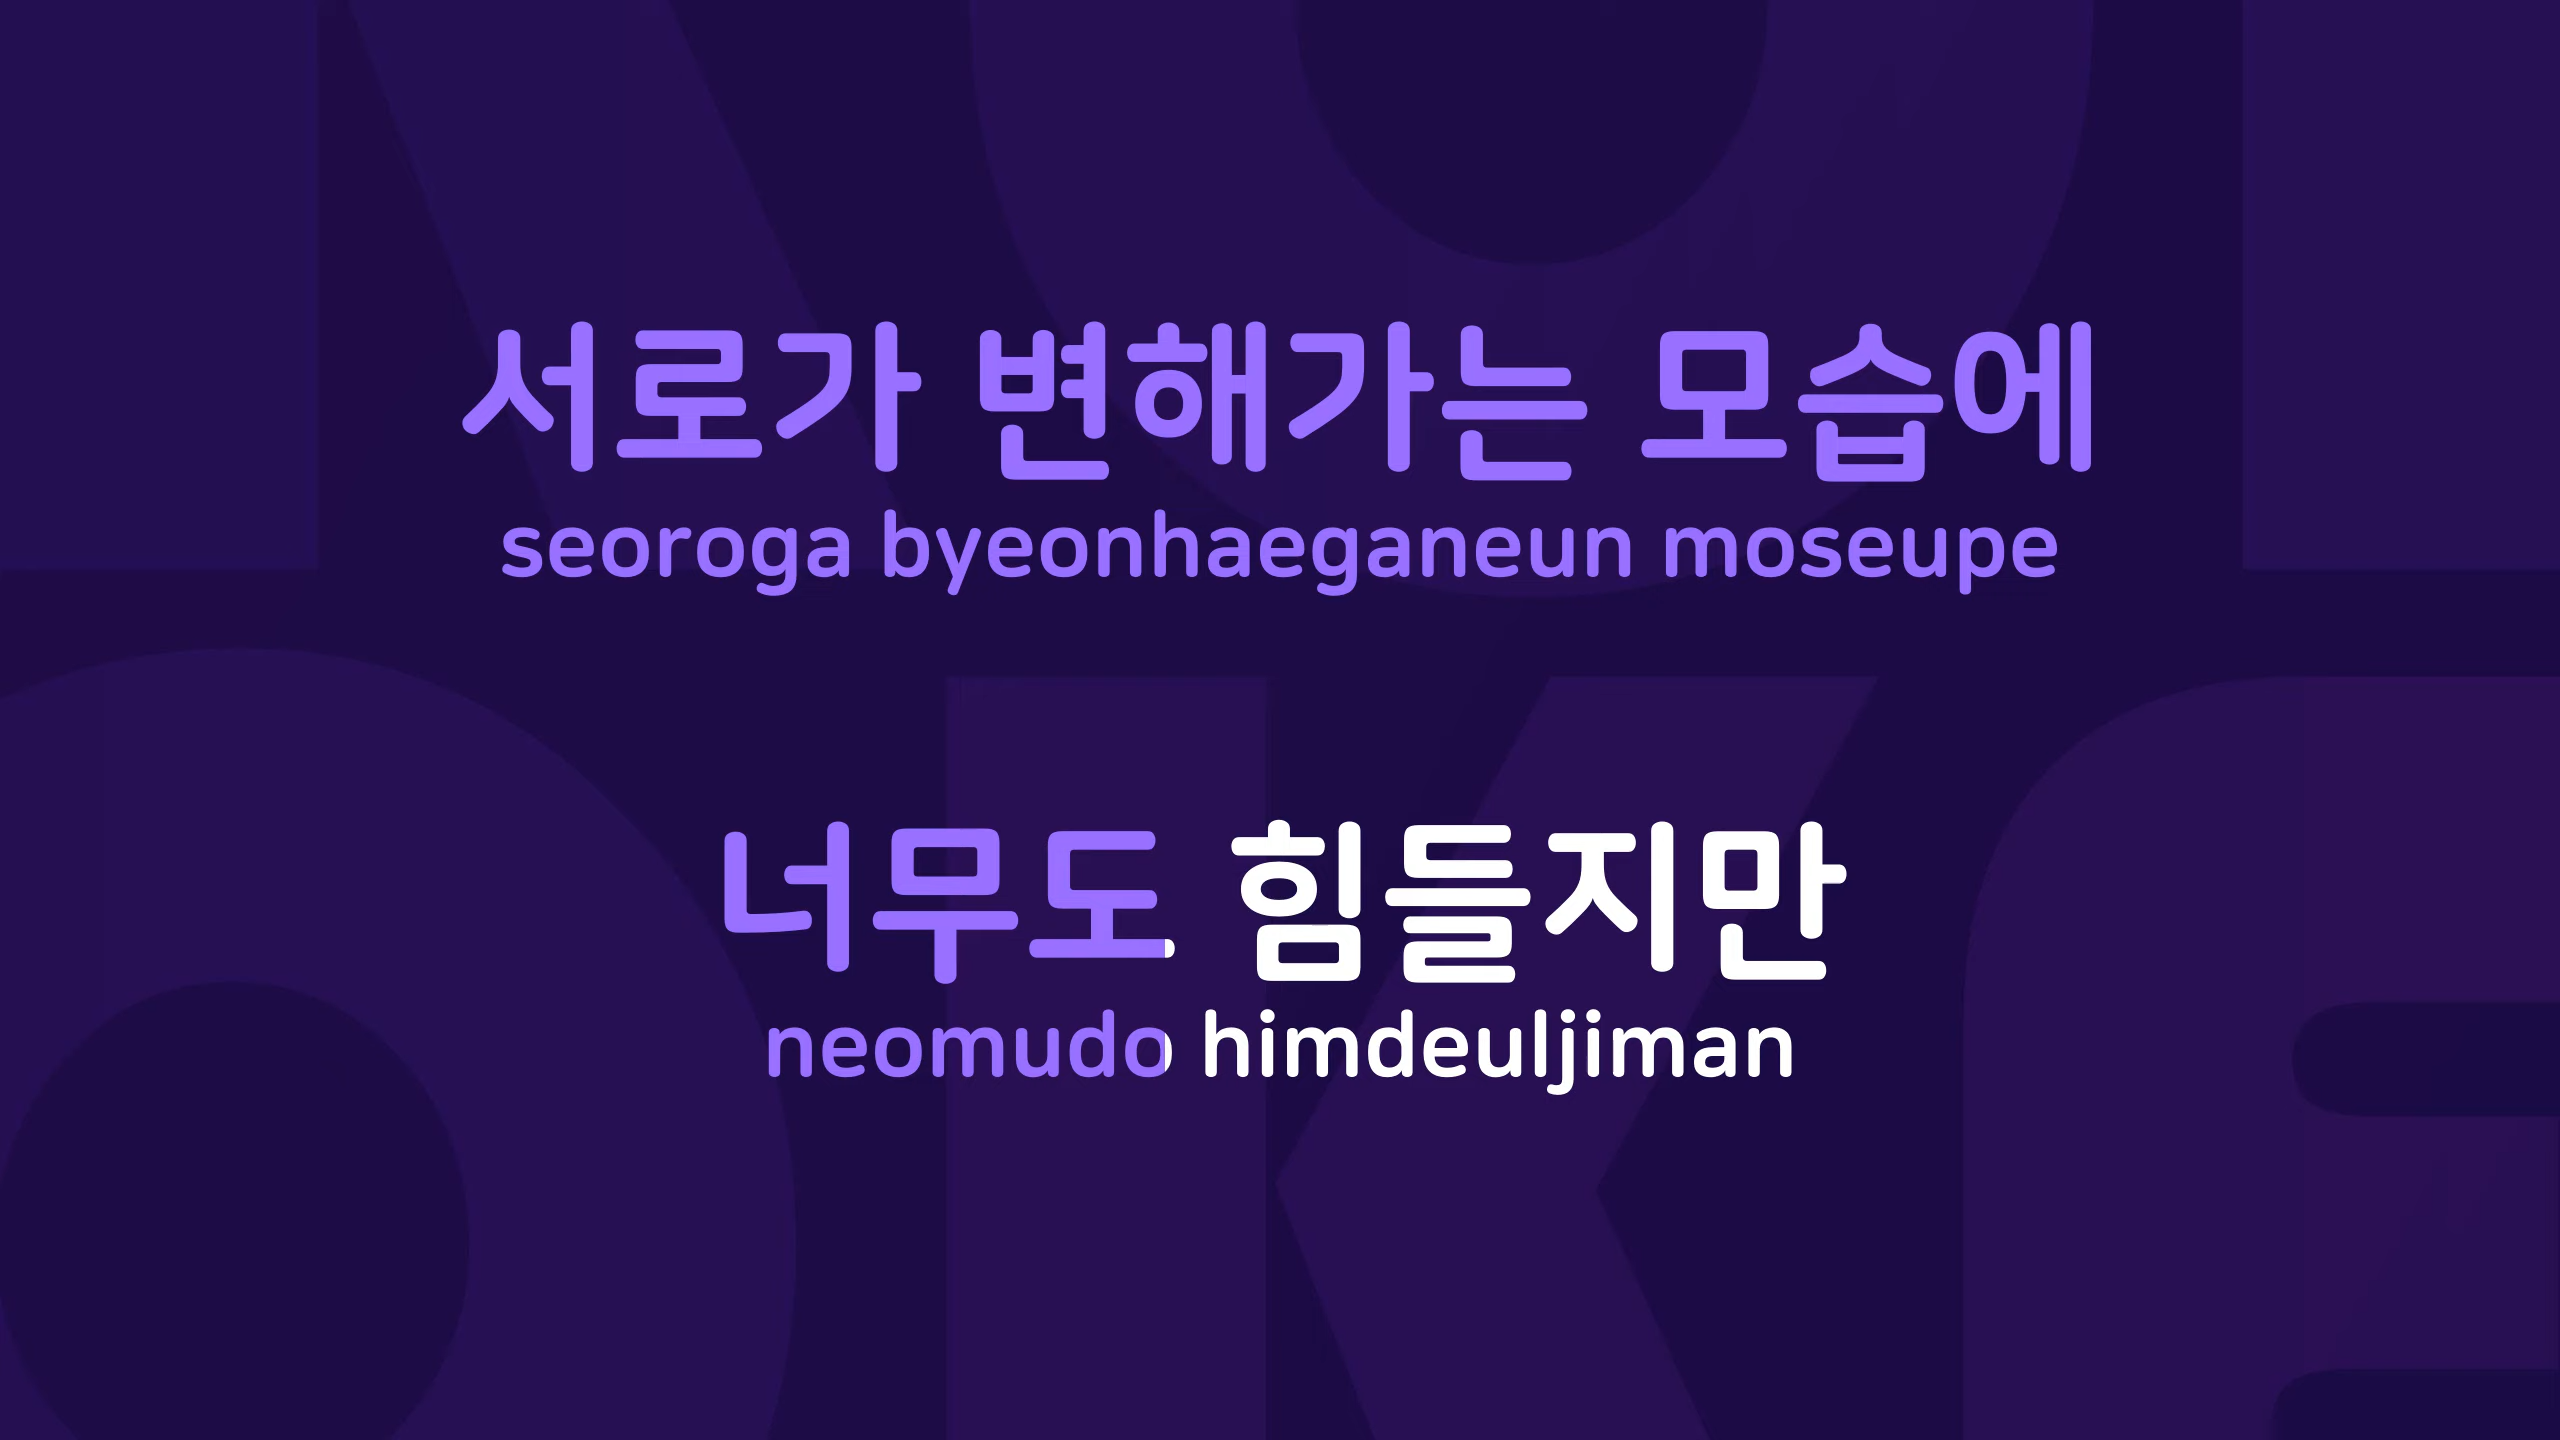 서로가 변해가는 모습에
seoroga byeonhaeganeun moseupe
너무도 힘들지만
neomudo himdeuljiman